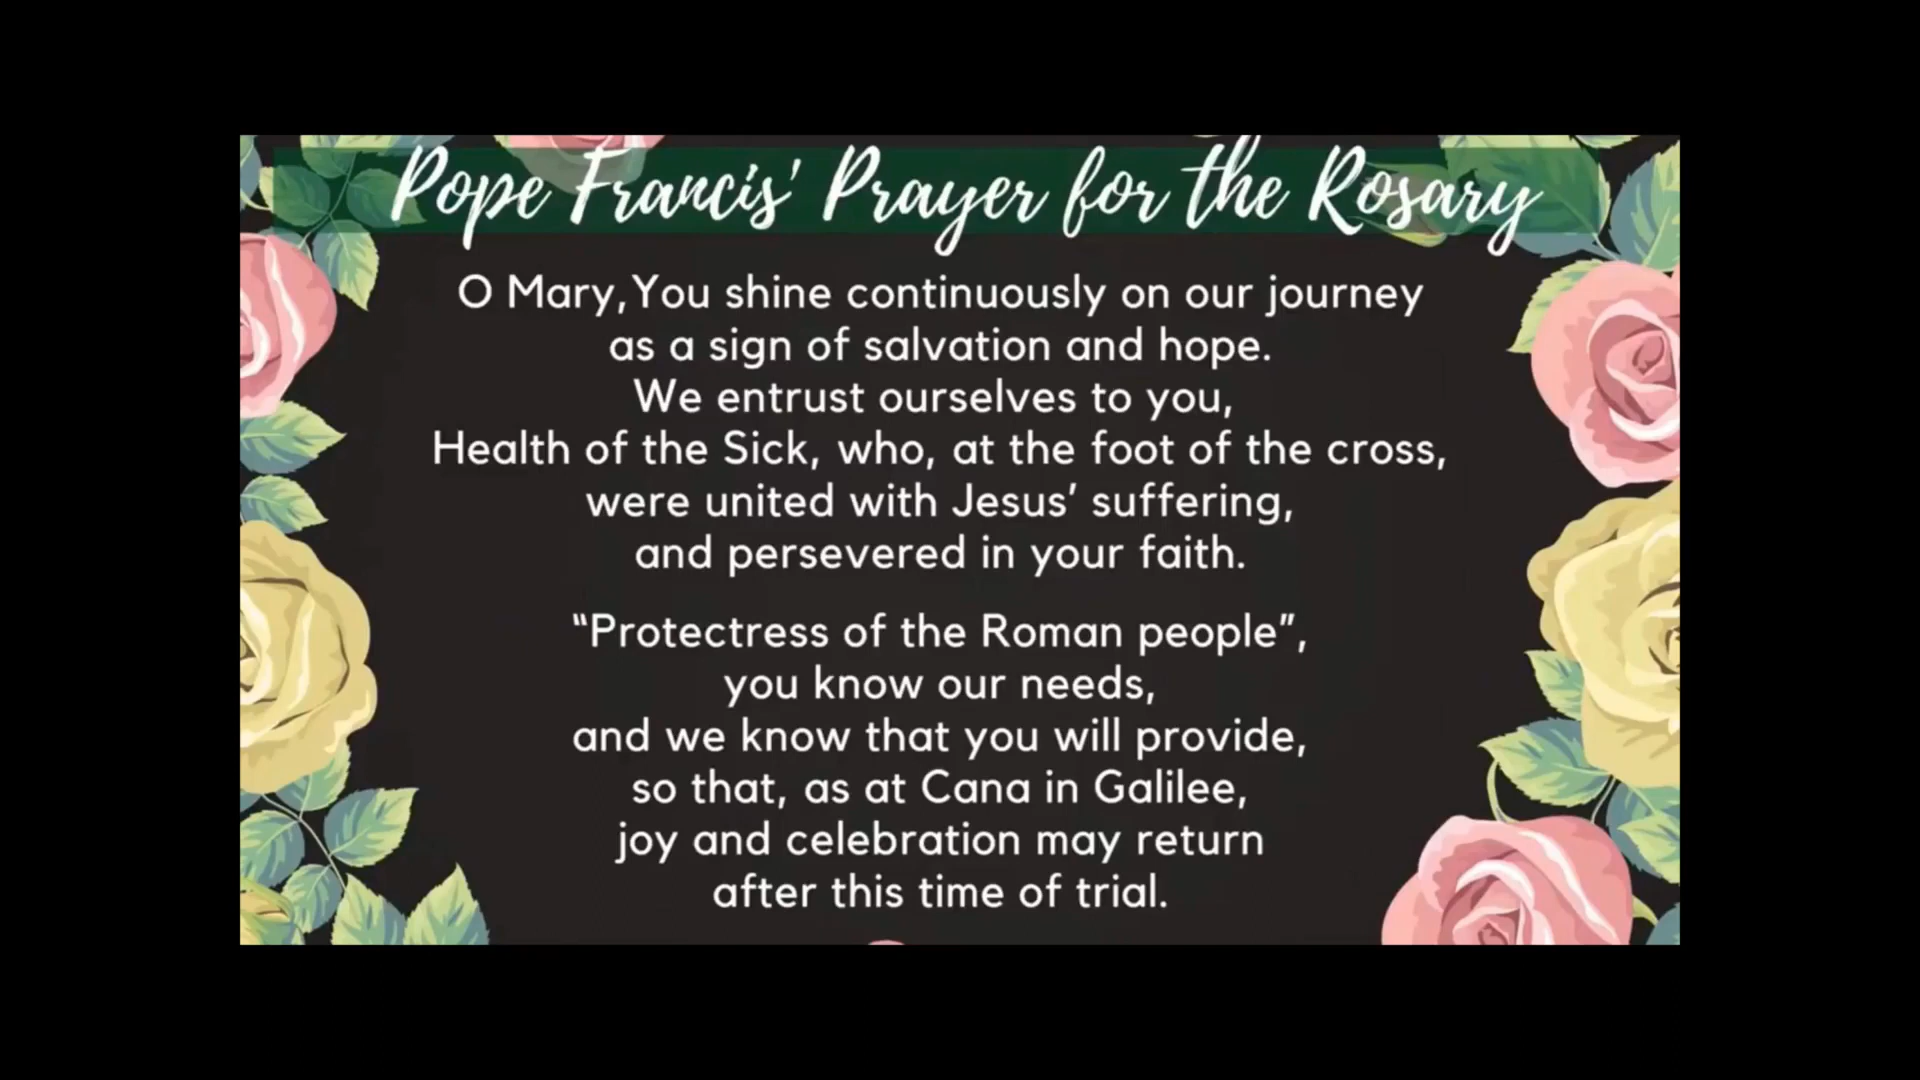 Pope Francis' Prayer for the Rosary
O Mary,You shine continuously on our journey
as a sign of salvation and hope.
We entrust ourselves to you,
Health of the Sick, who, at the foot of the cross,
were united with Jesus’ suffering,
and persevered in your faith.
“Protectress of the Roman people”,
you know our needs,
and we know that you will provide,
so that, as at Cana in Galilee,
joy and celebration may return
after this time of trial.